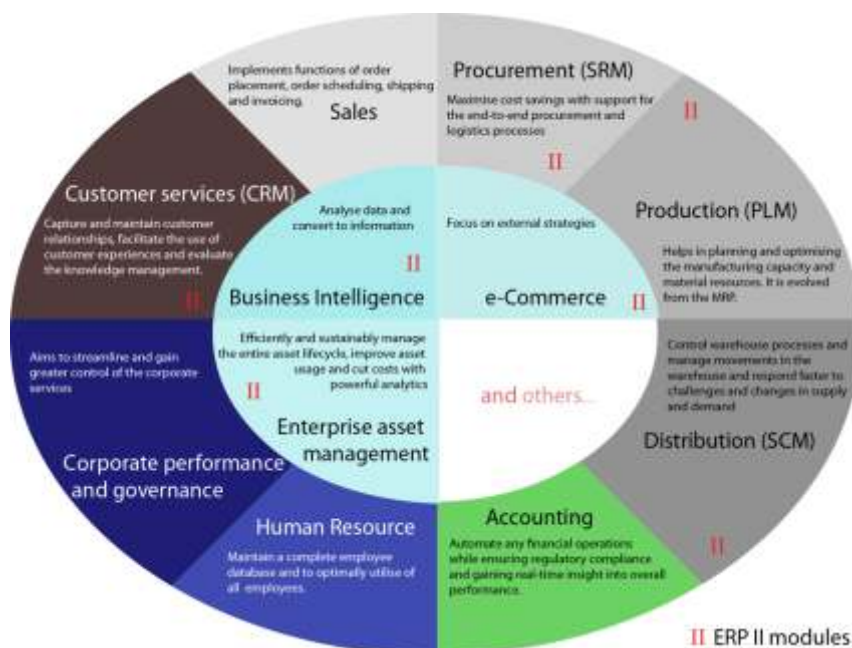 Implements functions of order
placement, order scheduling, shipping
and invoicing.
Sales
Procurement (SRM)
Maximise cost savings with support for
the end-to-end procurement and
logistics processes
II
II
Customer services (CRM)
Capture and maintain customer
relationships, facilitate the use of
customer experiences and evaluate
the knowledge management.
II
Analyse data and
convert to information
II
Business Intelligence
Focus on external strategies
e-Commerce
II
Production (PLM)
Helps in planning and optimising
the manufacturing capacity and
material resources. It is evolved
from the MRP.
Aims to streamline and gain
greater control of the corporate
services
Corporate performance
and governance
Efficiently and sustainably manage
the entire asset lifecycle, improve asset
usage and cut costs with
powerful analytics
II
Enterprise asset
management
and others...
Control warehouse processes and
manage movements in the
warehouse and respond faster to
challenges and changes in supply
and demand
Distribution (SCM)
II
Human Resource
Maintain a complete employee
database and to optimally utilise of
all employees.
Accounting
Automate any financial operations
while ensuring regulatory compliance
and gaining real-time insight into overall
performance.
II ERP II modules